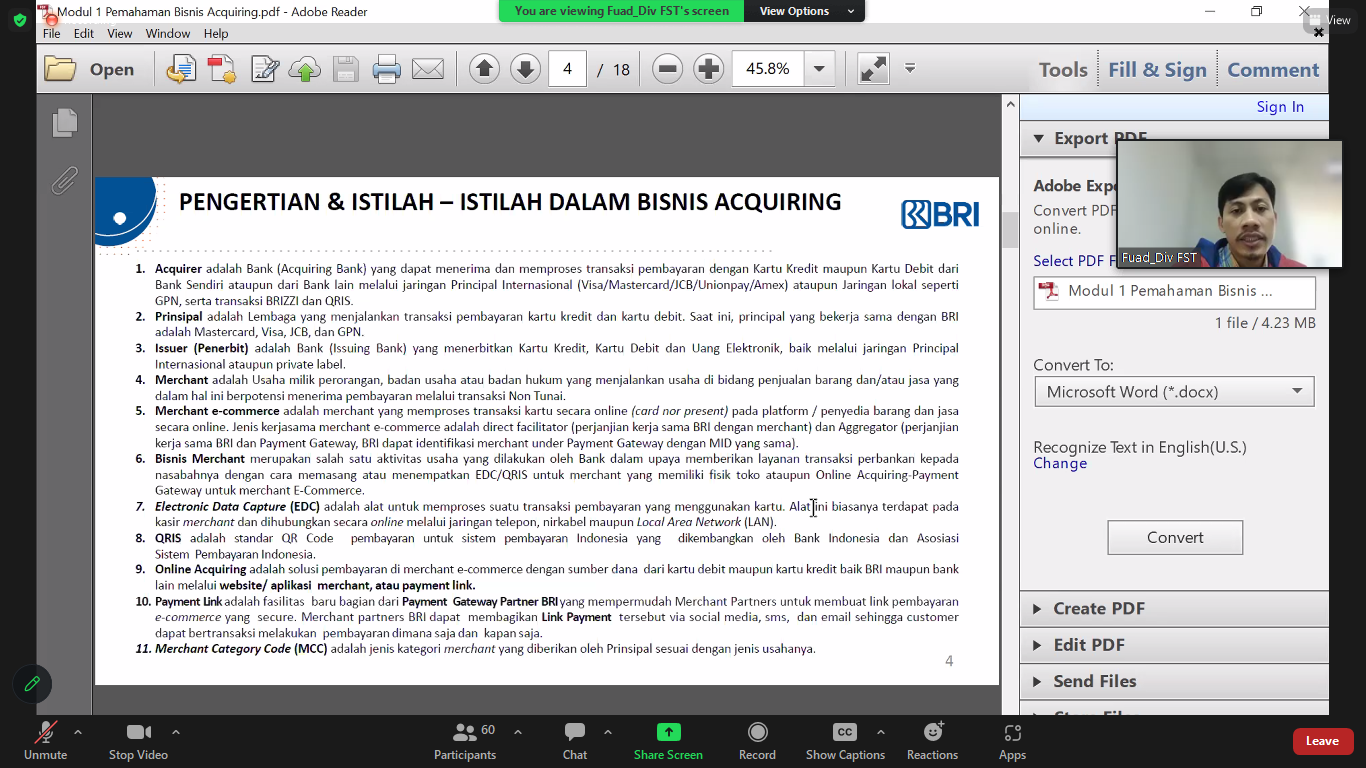 Modul 1 Pemahaman Bisnis Acquiring.pdf - Adobe Reader
You are viewing Fuad_Div FST's screen
View Options
View
File Edit View Window Help
Open
4 / 18
45.8%
Tools
Fill & Sign
Comment
Sign In
PENGERTIAN & ISTILAH – ISTILAH DALAM BISNIS ACQUIRING
BRI
1. Acquirer adalah Bank (Acquiring Bank) yang dapat menerima dan memproses transaksi pembayaran dengan Kartu Kredit maupun Kartu Debit dari
Bank Sendiri ataupun dari Bank lain melalui jaringan Principal Internasional (Visa/Mastercard/JCB/Unionpay/Amex) ataupun Jaringan lokal seperti
GPN, serta transaksi BRIZZI dan QRIS.
2. Prinsipal adalah Lembaga yang menjalankan transaksi pembayaran kartu kredit dan kartu debit. Saat ini, principal yang bekerja sama dengan BRI
adalah Mastercard, Visa, JCB, dan GPN.
3. Issuer (Penerbit) adalah Bank (Issuing Bank) yang menerbitkan Kartu Kredit, Kartu Debit dan Uang Elektronik, baik melalui jaringan Principal
Internasional ataupun private label.
4. Merchant adalah Usaha milik perorangan, badan usaha atau badan hukum yang menjalankan usaha di bidang penjualan barang dan/atau jasa yang
dalam hal ini berpotensi menerima pembayaran melalui transaksi Non Tunai.
5. Merchant e-commerce adalah merchant yang memproses transaksi kartu secara online (card nor present) pada platform / penyedia barang dan jasa
secara online. Jenis kerjasama merchant e-commerce adalah direct facilitator (perjanjian kerja sama BRI dengan merchant) dan Aggregator (perjanjian
kerja sama BRI dan Payment Gateway, BRI dapat identifikasi merchant under Payment Gateway dengan MID yang sama).
6. Bisnis Merchant merupakan salah satu aktivitas usaha yang dilakukan oleh Bank dalam upaya memberikan layanan transaksi perbankan kepada
nasabahnya dengan cara memasang atau menempatkan EDC/QRIS untuk merchant yang memiliki fisik toko ataupun Online Acquiring-Payment
Gateway untuk merchant E-Commerce.
7. Electronic Data Capture (EDC) adalah alat untuk memproses suatu transaksi pembayaran yang menggunakan kartu. Alat ini biasanya terdapat pada
kasir merchant dan dihubungkan secara online melalui jaringan telepon, nirkabel maupun Local Area Network (LAN).
8. QRIS adalah standar QR Code pembayaran untuk sistem pembayaran Indonesia yang dikembangkan oleh Bank Indonesia dan Asosiasi
Sistem Pembayaran Indonesia.
9. Online Acquiring adalah solusi pembayaran di merchant e-commerce dengan sumber dana dari kartu debit maupun kartu kredit baik BRI maupun bank
lain melalui website/ aplikasi merchant, atau payment link.
10. Payment Link adalah fasilitas baru bagian dari Payment Gateway Partner BRI yang mempermudah Merchant Partners untuk membuat link pembayaran
e-commerce yang secure. Merchant partners BRI dapat membagikan Link Payment tersebut via social media, sms, dan email sehingga customer
dapat bertransaksi melakukan pembayaran dimana saja dan kapan saja.
11. Merchant Category Code (MCC) adalah jenis kategori merchant yang diberikan oleh Prinsipal sesuai dengan jenis usahanya.
4
Export PDF
Adobe Expo
Convert PDF
online.
Select PDF F
Fuad_Div FST
Modul 1 Pemahaman Bisnis ...
1 file / 4.23 MB
Convert To:
Microsoft Word (*.docx)
Recognize Text in English(U.S.)
Change
Convert
Create PDF
Edit PDF
Send Files
Unmute
Stop Video
60
Participants
Chat
Share Screen
Record
CC
Show Captions
Reactions
Apps
Leave